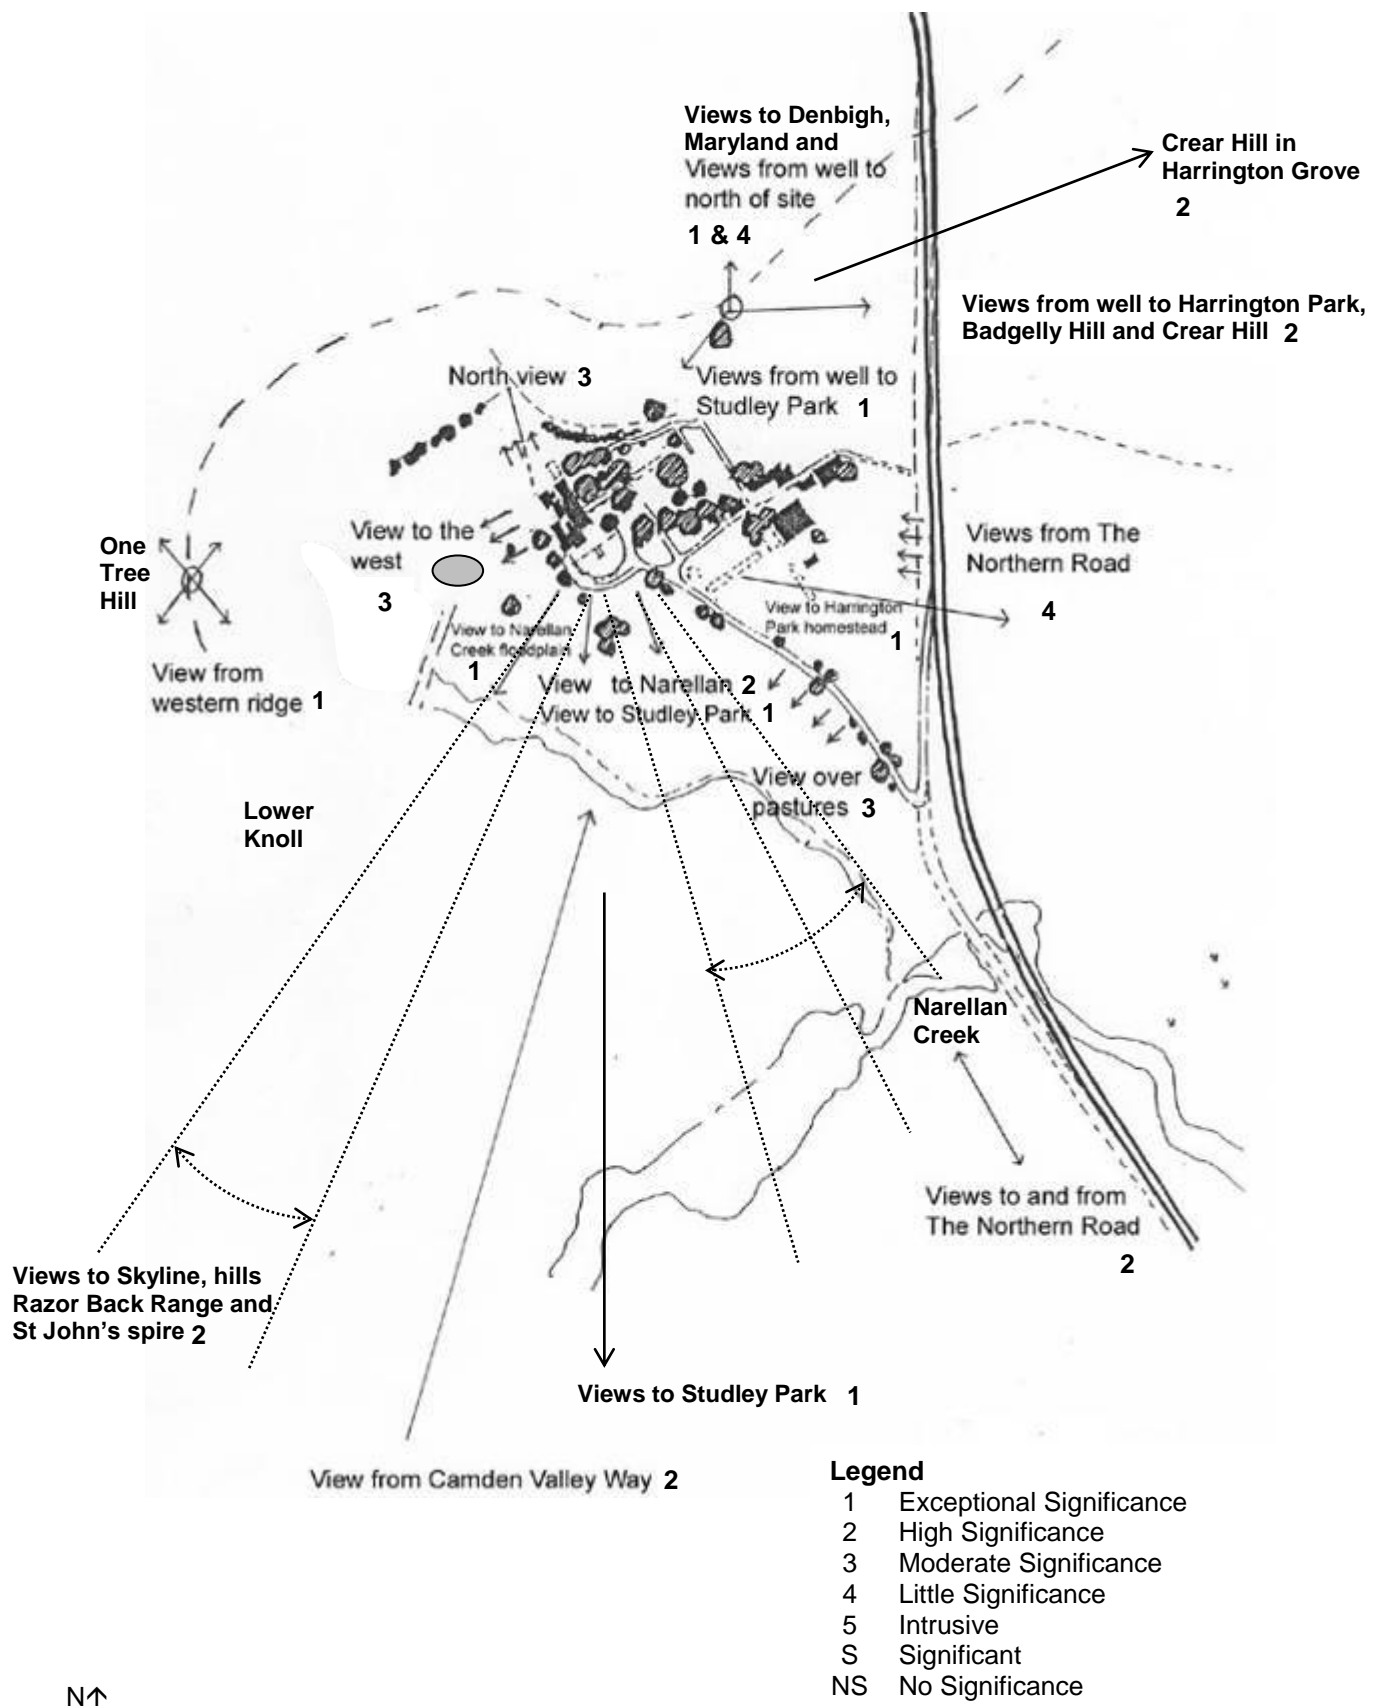 Views to Denbigh,
Maryland and
Views from well to
north of site
1 & 4
Crear Hill in
Harrington Grove
2
Views from well to Harrington Park,
Badgelly Hill and Crear Hill 2
North view 3
Views from well to
Studley Park 1
View to the
west
3
One
Tree
Hill
Views from The
Northern Road
4
View to Harrington
Park homestead 1
View to Narellan
Creek floodplain
1
View from
western ridge 1
View to Narellan 2
View to Studley Park 1
View over
pastures 3
Lower
Knoll
Narellan
Creek
Views to and from
The Northern Road
2
Views to Skyline, hills
Razor Back Range and
St John's spire 2
Views to Studley Park 1
View from Camden Valley Way 2
Legend
1 Exceptional Significance
2 High Significance
3 Moderate Significance
4 Little Significance
5 Intrusive
S Significant
NS No Significance
N↑